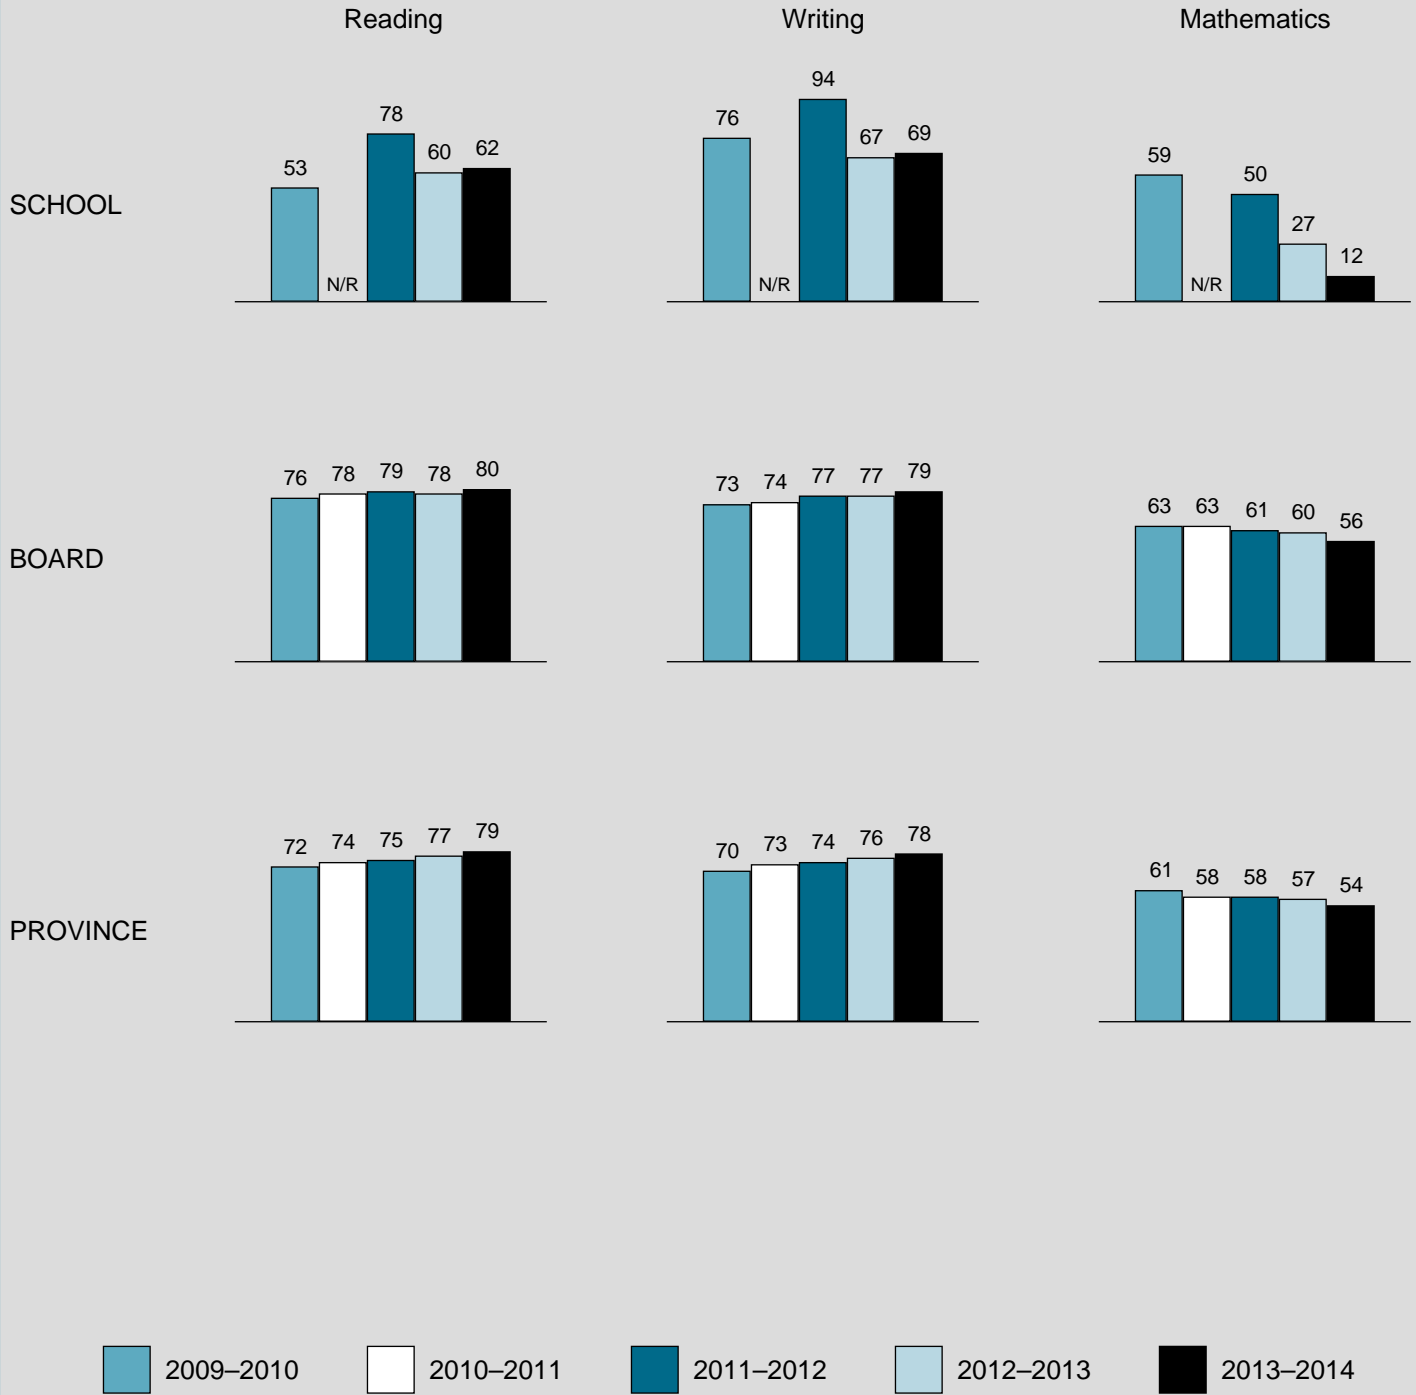 Reading Writing Mathematics
SCHOOL
53 N/R 78 60 62
76 N/R 94 67 69
59 N/R 50 27 12
BOARD
76 78 79 78 80
73 74 77 77 79
63 63 61 60 56
PROVINCE
72 74 75 77 79
70 73 74 76 78
61 58 58 57 54
2009–2010 2010–2011 2011–2012 2012–2013 2013–2014